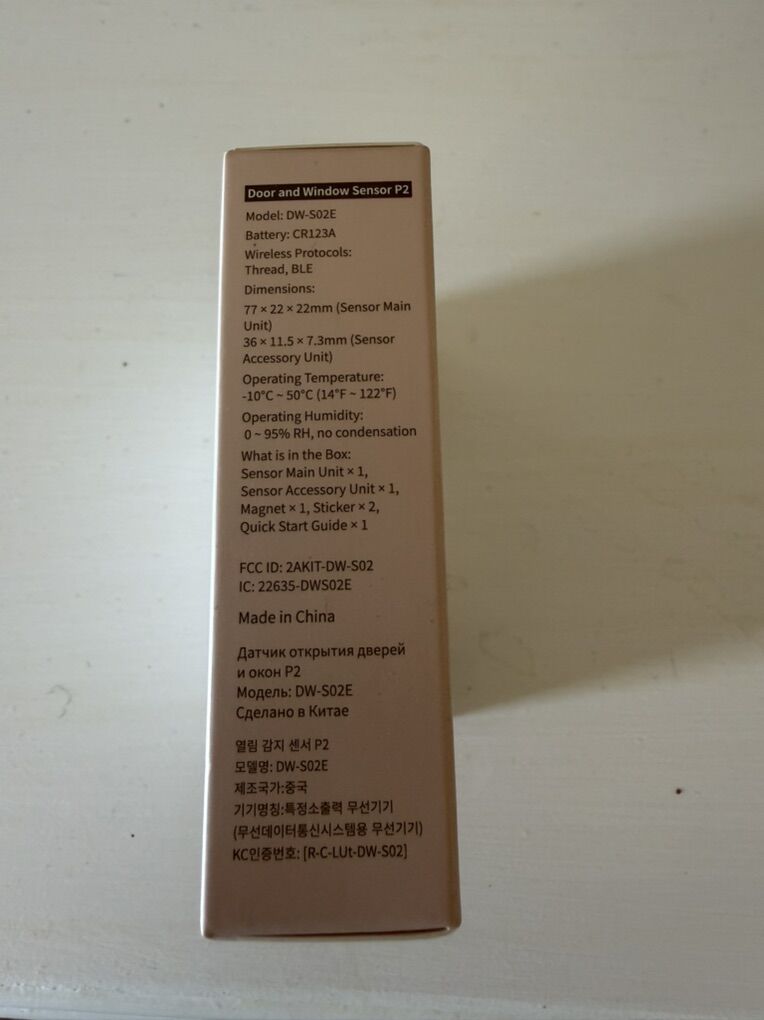 Door and Window Sensor P2
Model: DW-S02E
Battery: CR123A
Wireless Protocols:
Thread, BLE
Dimensions:
77 × 22 × 22mm (Sensor Main
Unit)
36 × 11.5 × 7.3mm (Sensor
Accessory Unit)
Operating Temperature:
-10°C ~ 50°C (14°F ~ 122°F)
Operating Humidity:
0 ~ 95% RH, no condensation
What is in the Box:
Sensor Main Unit × 1,
Sensor Accessory Unit × 1,
Magnet × 1, Sticker × 2,
Quick Start Guide × 1
FCC ID: 2AKIT-DW-S02
IC: 22635-DWS02E
Made in China
Датчик открытия дверей
и окон P2
Модель: DW-S02E
Сделано в Китае
열림 감지 센서 P2
모델명: DW-S02E
제조국가:중국
기기명칭:특정소출력 무선기기
(무선데이터통신시스템용 무선기기)
KC인증번호: [R-C-LUt-DW-S02]